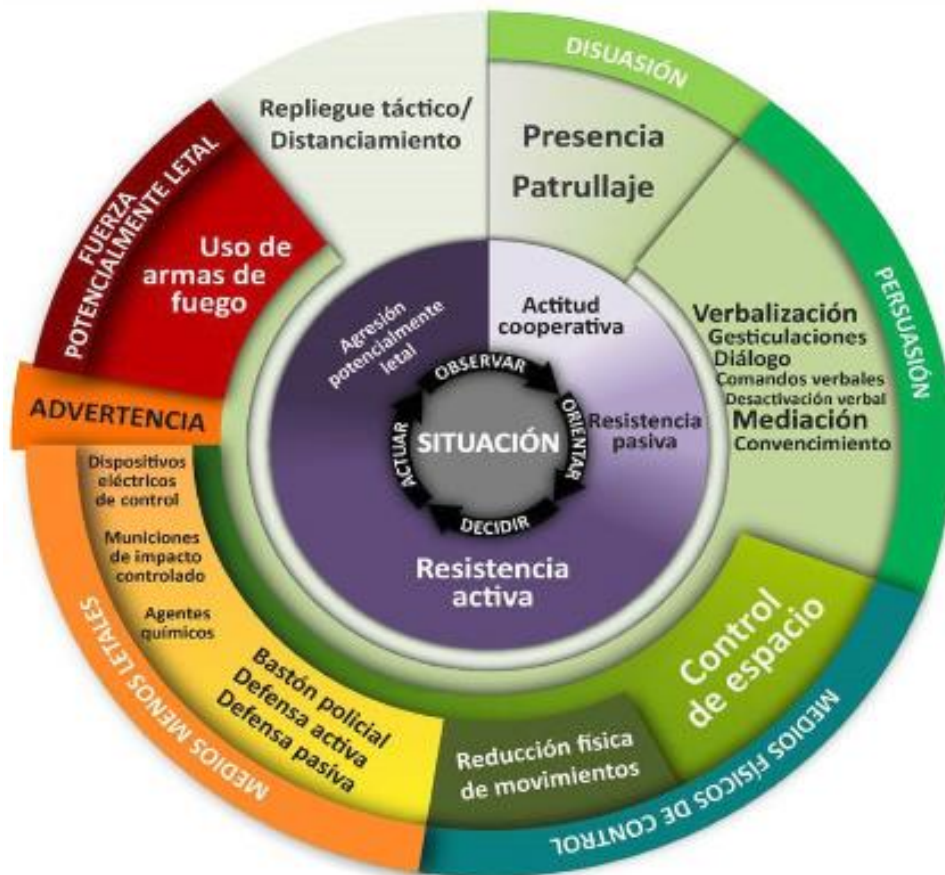 DISUASIÓN
Presencia
Patrullaje
PERSUASIÓN
Verbalización
Gesticulaciones
Diálogo
Comandos verbales
Desactivación verbal
Mediación
Convencimiento
MEDIOS FÍSICOS DE CONTROL
Control
de espacio
Reducción física
de movimientos
MEDIOS MENOS LETALES
Bastón policial
Defensa activa
Defensa pasiva
Agentes
químicos
Municiones
de impacto
controlado
Dispositivos
eléctricos
de control
ADVERTENCIA
FUERZA
POTENCIALMENTE LETAL
Uso de
armas de
fuego
Repliegue táctico/
Distanciamiento
Actitud
cooperativa
Resistencia
pasiva
Resistencia
activa
Agresión
potencialmente
letal
OBSERVAR
ORIENTAR
DECIDIR
ACTUAR
SITUACIÓN